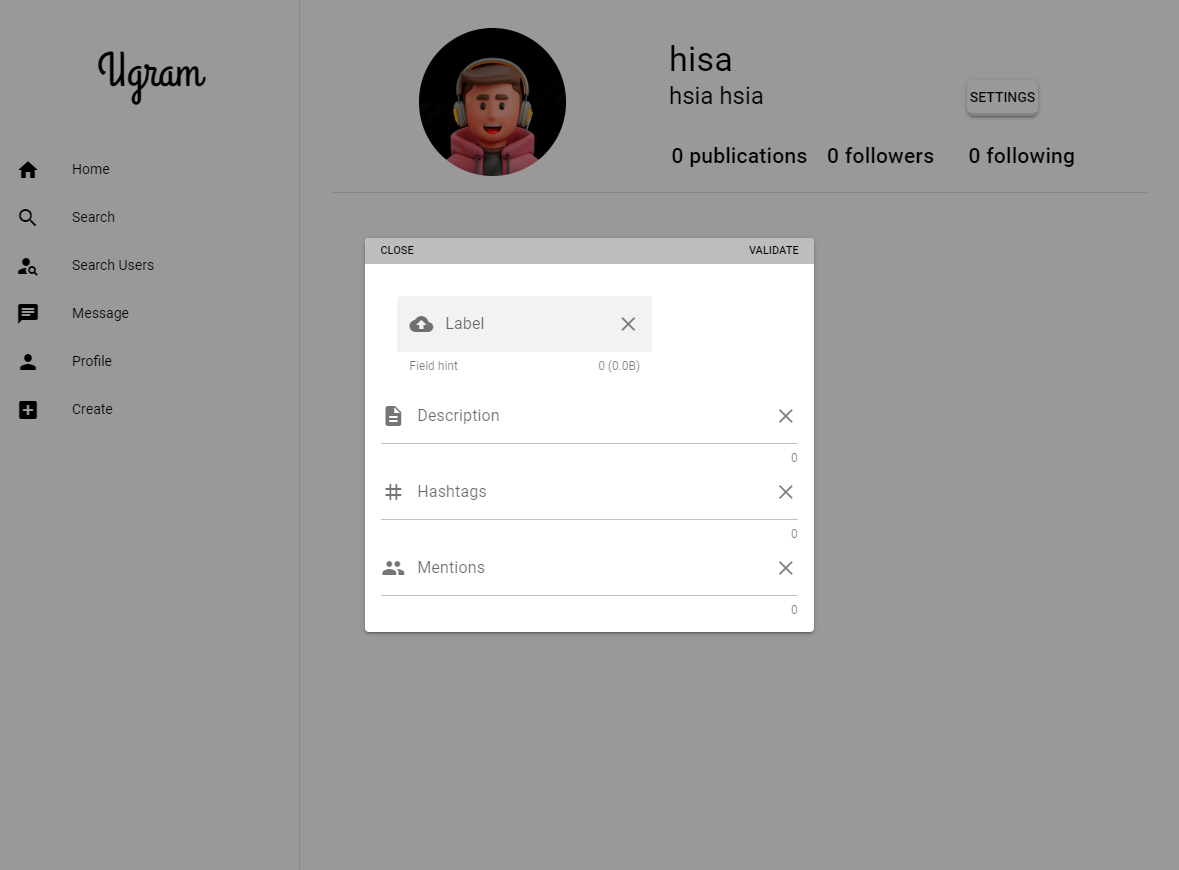 Ugram
Home
Search
Search Users
Message
Profile
Create
hisa
hsia hsia
SETTINGS
0 publications 0 followers 0 following
CLOSE VALIDATE
Label
Field hint 0 (0.0B)
Description
0
Hashtags
0
Mentions
0